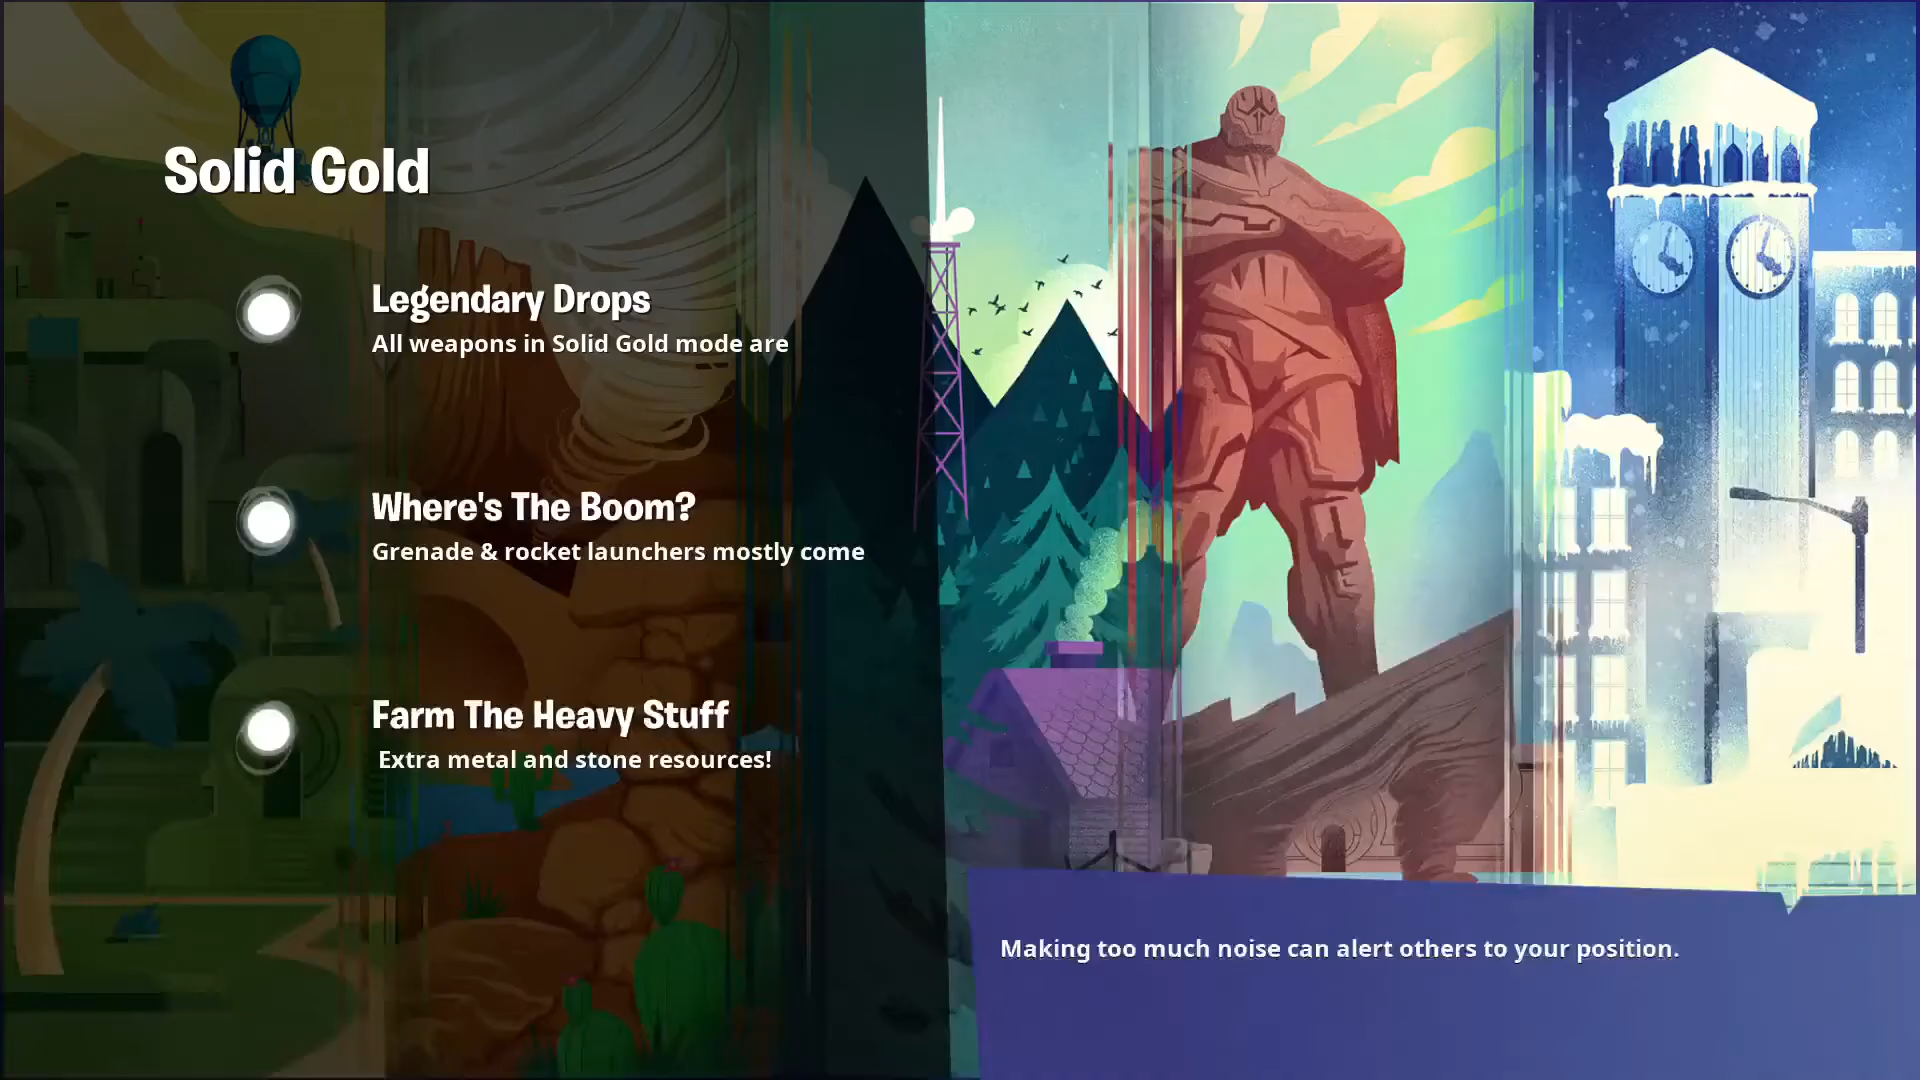 Solid Gold
Legendary Drops
All weapons in Solid Gold mode are
Where's The Boom?
Grenade & rocket launchers mostly come
Farm The Heavy Stuff
Extra metal and stone resources!
Making too much noise can alert others to your position.